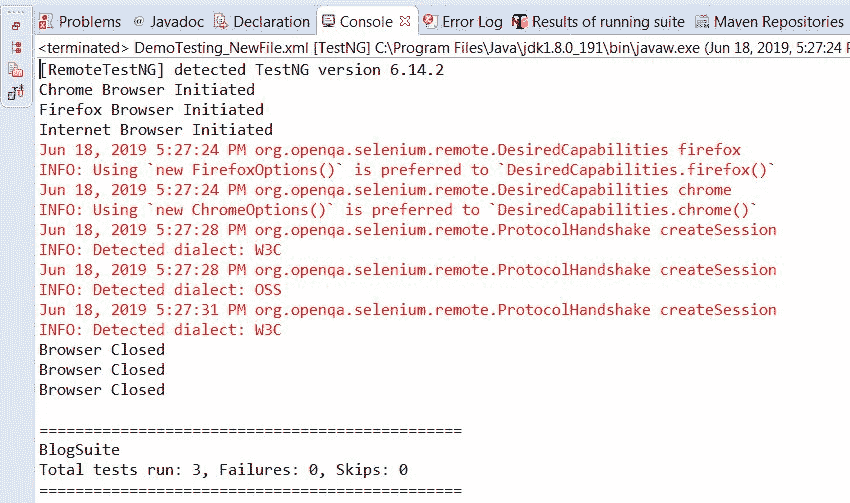 Problems @ Javadoc Declaration Console Error Log Results of running suite Maven Repositories
<terminated> DemoTesting_NewFile.xml [TestNG] C:\Program Files\Java\jdk1.8.0_191\bin\javaw.exe (Jun 18, 2019, 5:27:24 P
[RemoteTestNG] detected TestNG version 6.14.2
Chrome Browser Initiated
Firefox Browser Initiated
Internet Browser Initiated
Jun 18, 2019 5:27:24 PM org.openqa.selenium.remote.DesiredCapabilities firefox
INFO: Using `new FirefoxOptions()` is preferred to `DesiredCapabilities.firefox()`
Jun 18, 2019 5:27:24 PM org.openqa.selenium.remote.DesiredCapabilities chrome
INFO: Using `new ChromeOptions()` is preferred to `DesiredCapabilities.chrome()`
Jun 18, 2019 5:27:28 PM org.openqa.selenium.remote.ProtocolHandshake createSession
INFO: Detected dialect: W3C
Jun 18, 2019 5:27:28 PM org.openqa.selenium.remote.ProtocolHandshake createSession
INFO: Detected dialect: OSS
Jun 18, 2019 5:27:31 PM org.openqa.selenium.remote.ProtocolHandshake createSession
INFO: Detected dialect: W3C
Browser Closed
Browser Closed
Browser Closed
===============================================
BlogSuite
Total tests run: 3, Failures: 0, Skips: 0
===============================================